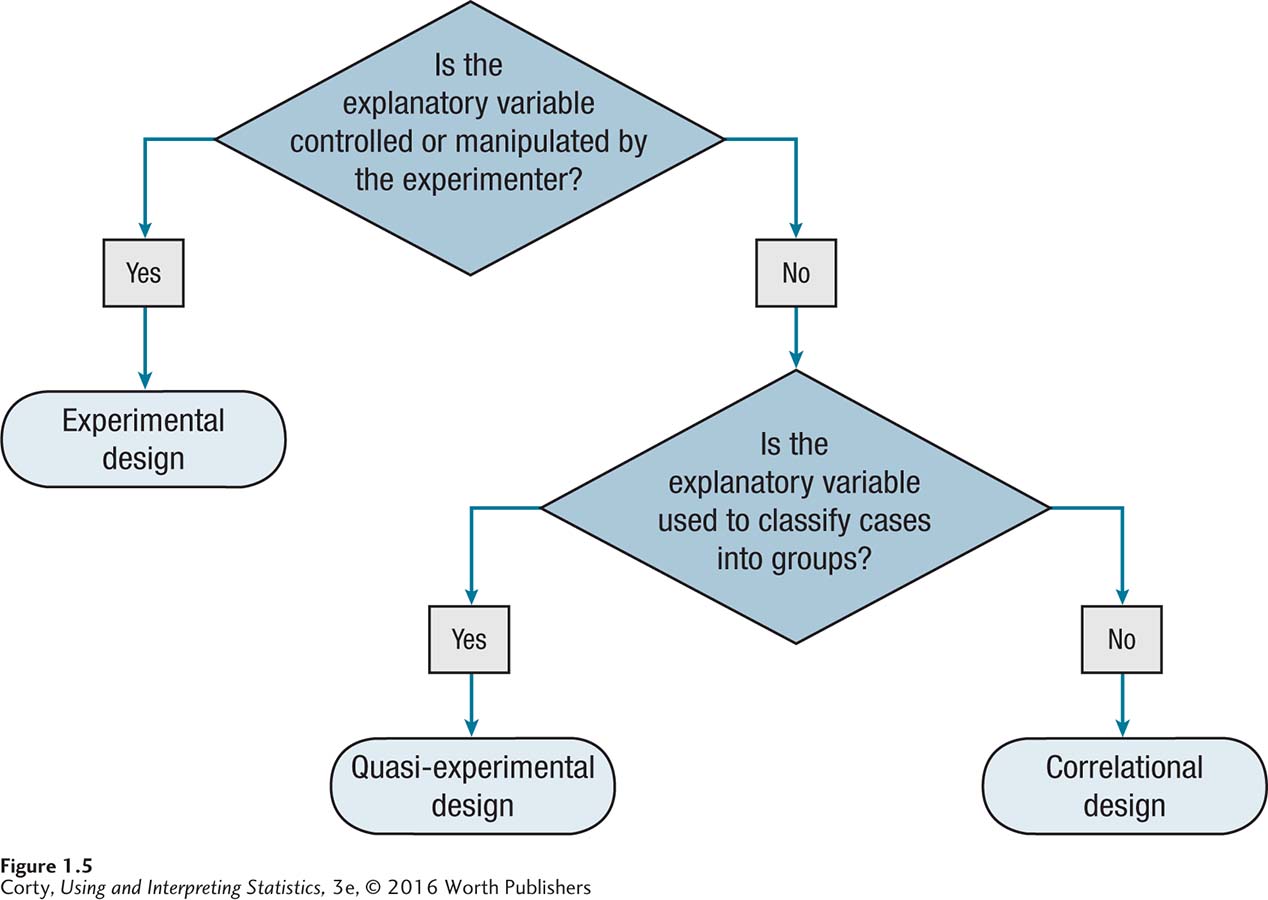 Is the
explanatory variable
controlled or manipulated by
the experimenter?
Yes
No
Experimental
design
Is the
explanatory variable
used to classify cases
into groups?
Yes
No
Quasi-experimental
design
Correlational
design
Figure 1.5
Corty, Using and Interpreting Statistics, 3e, © 2016 Worth Publishers